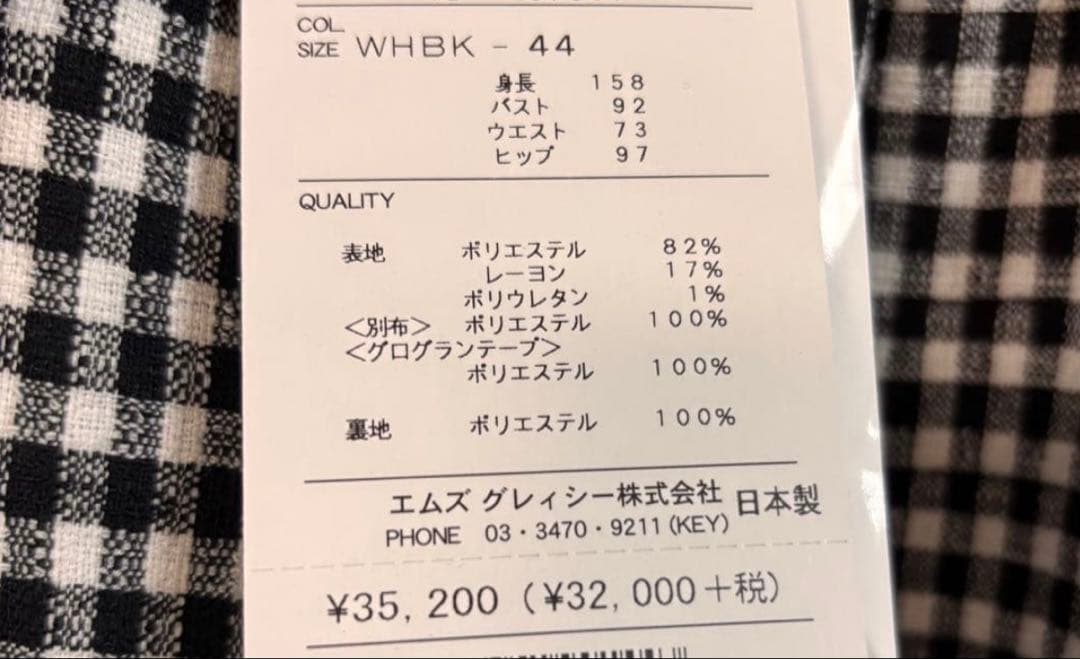 COL
SIZE WHBK - 44
身長 158
バスト 92
ウエスト 73
ヒップ 97
QUALITY
表地 ポリエステル 82%
レーヨン 17%
ポリウレタン 1%
<別布> ポリエステル 100%
<グログランテープ>
ポリエステル 100%
裏地 ポリエステル 100%
エムズ グレィシー株式会社 日本製
PHONE 03・3470・9211(KEY)
¥35,200(¥32,000+税)